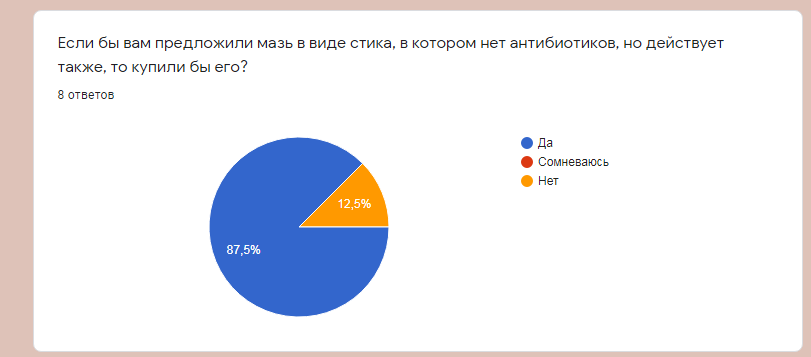 Если бы вам предложили мазь в виде стика, в котором нет антибиотиков, но действует
также, то купили бы его?
8 ответов
Да
Сомневаюсь
Нет
12,5%
87,5%